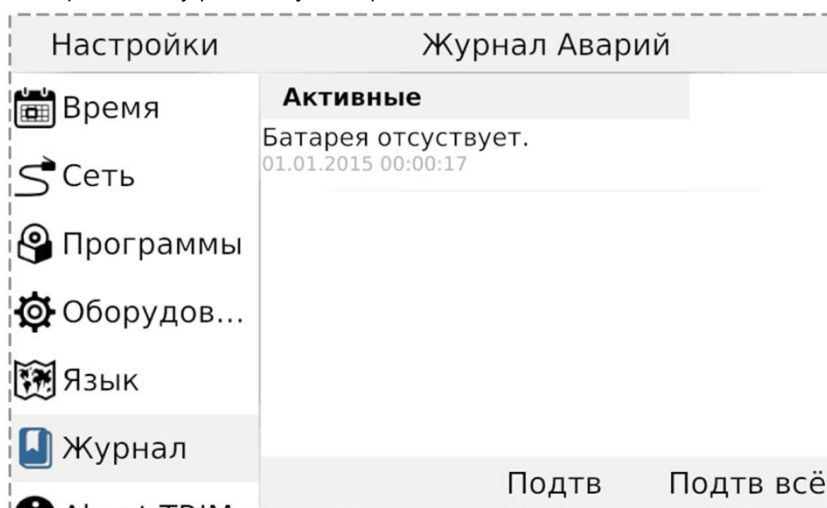 Настройки
Журнал Аварий
Время
Сеть
Программы
Оборудов...
Язык
Журнал
Активные
Батарея отсуствует.
01.01.2015 00:00:17
Подтв
Подтв всё